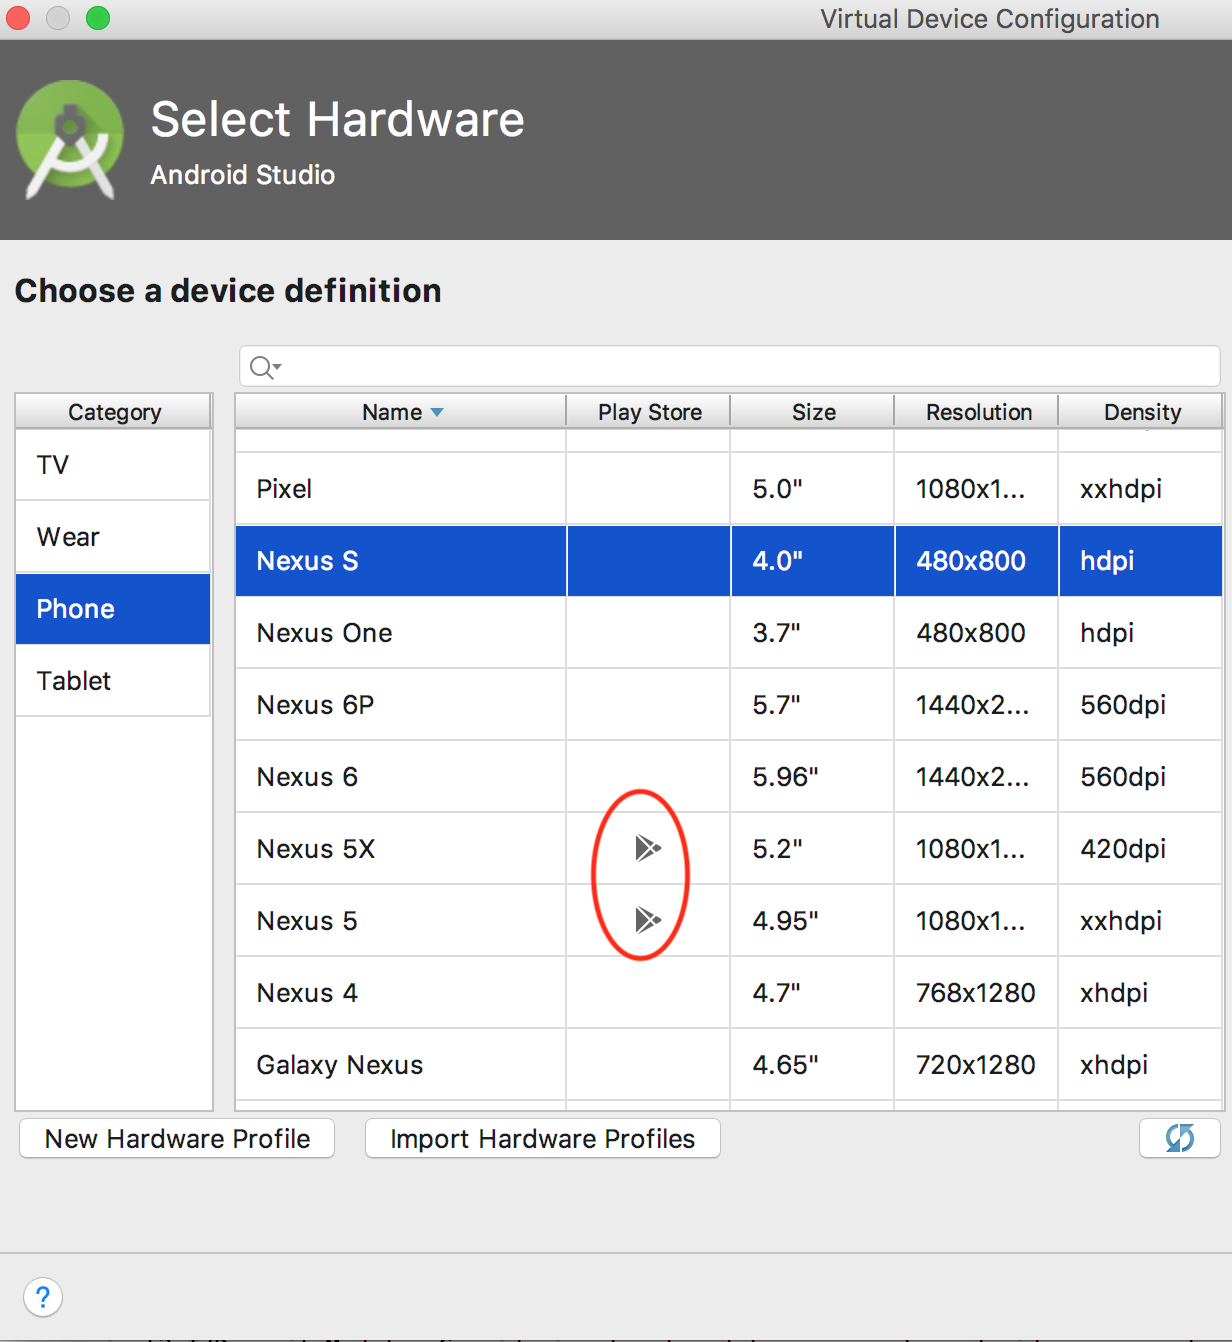 Virtual Device Configuration
Select Hardware
Android Studio
Choose a device definition
Category Name Play Store Size Resolution Density
TV
Wear
Phone
Tablet
Pixel 5.0" 1080x1... xxhdpi
Nexus S 4.0" 480x800 hdpi
Nexus One 3.7" 480x800 hdpi
Nexus 6P 5.7" 1440x2... 560dpi
Nexus 6 5.96" 1440x2... 560dpi
Nexus 5X 5.2" 1080x1... 420dpi
Nexus 5 4.95" 1080x1... xxhdpi
Nexus 4 4.7" 768x1280 xhdpi
Galaxy Nexus 4.65" 720x1280 xhdpi
New Hardware Profile Import Hardware Profiles
?